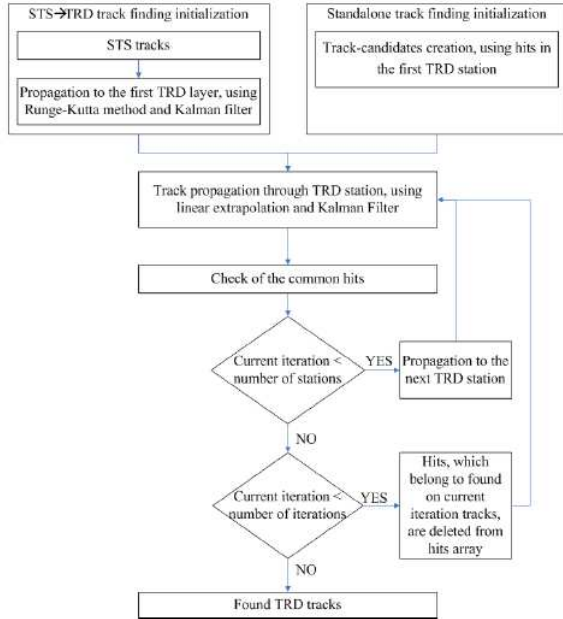 STS→TRD track finding initialization
STS tracks
Propagation to the first TRD layer, using
Runge-Kutta method and Kalman filter
Standalone track finding initialization
Track-candidates creation, using hits in
the first TRD station
Track propagation through TRD station, using
linear extrapolation and Kalman Filter
Check of the common hits
Current iteration <
number of stations
YES
Propagation to the
next TRD station
NO
Current iteration <
number of iterations
YES
Hits, which
belong to found
on current
iteration tracks,
are deleted from
hits array
NO
Found TRD tracks